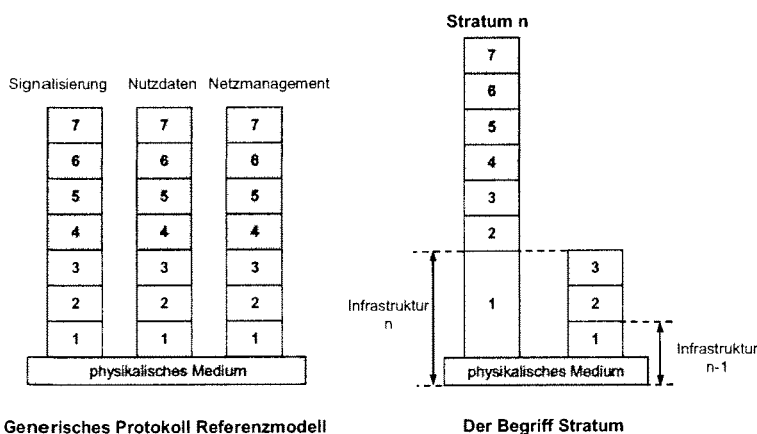 Signalisierung Nutzdaten Netzmanagement
7 7 7
6 6 6
5 5 5
4 4 4
3 3 3
2 2 2
1 1 1
physikalisches Medium
Generisches Protokoll Referenzmodell
Stratum n
7
6
5
4
3
2
1
3
2
1
Infrastruktur
n
Infrastruktur
n-1
physikalisches Medium
Der Begriff Stratum